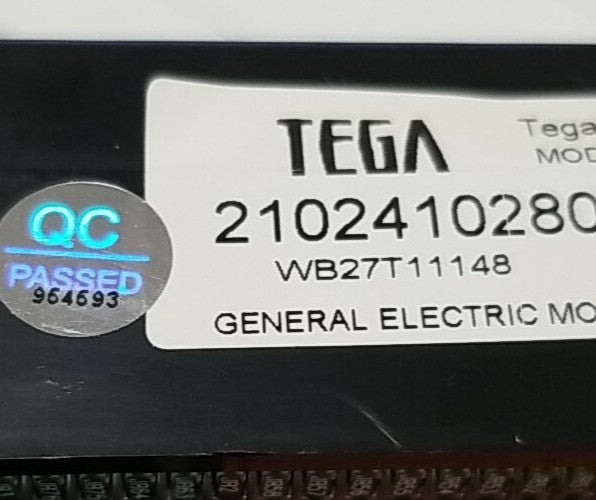 TEGA
Tega
MOD
2102410280
WB27T11148
GENERAL ELECTRIC MO
QC
PASSED
964693